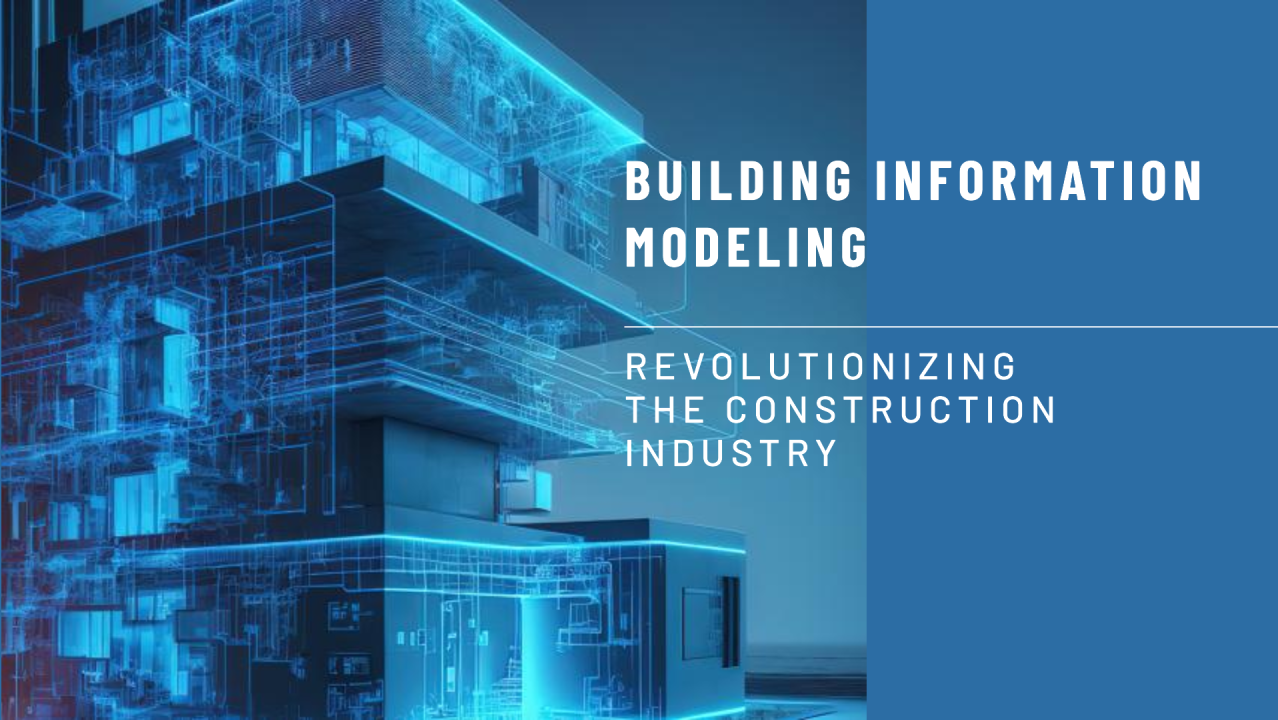 BUILDING INFORMATION
MODELING
REVOLUTIONIZING
THE CONSTRUCTION
INDUSTRY